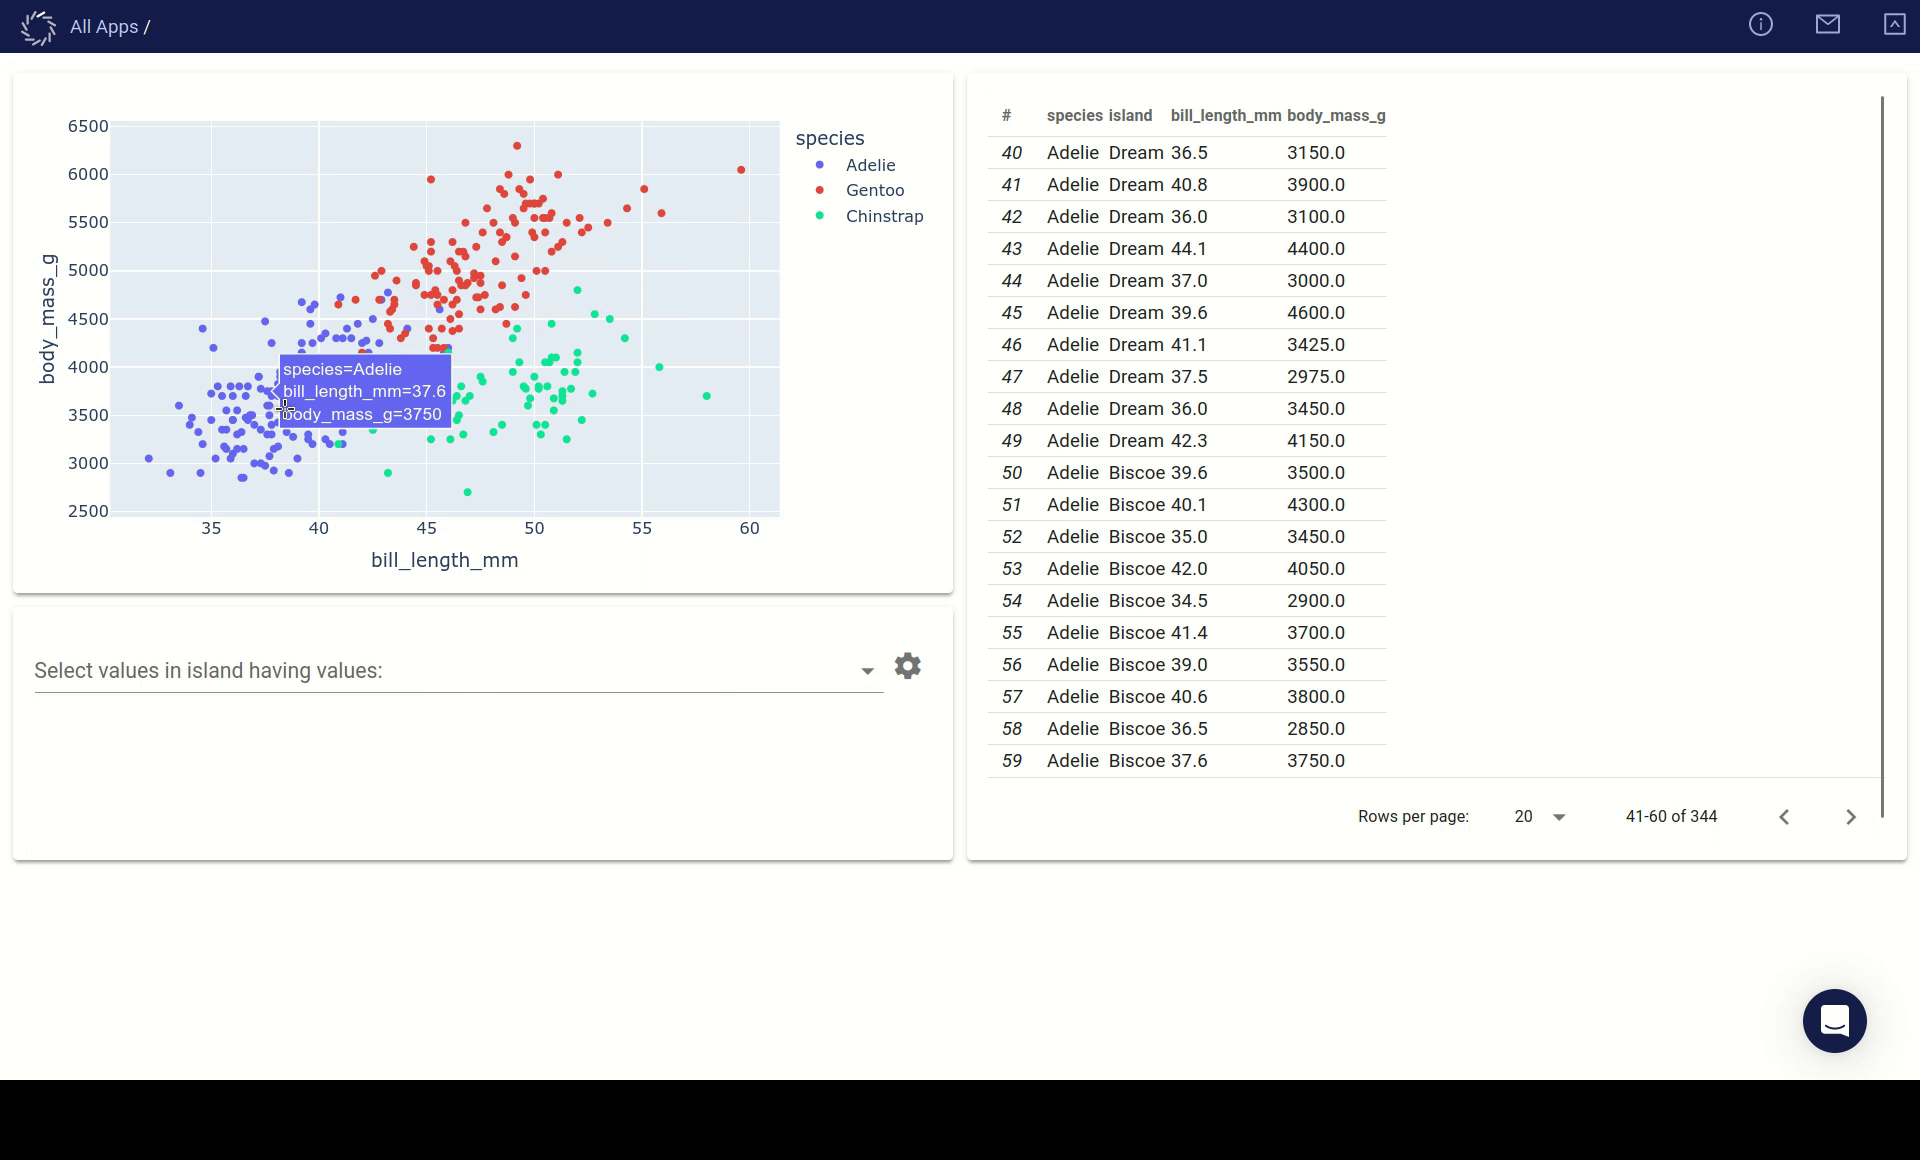 All Apps /
6500
6000
5500
5000
4500
4000
3500
3000
2500
body_mass_g
35 40 45 50 55 60
bill_length_mm
species
Adelie
Gentoo
Chinstrap
species=Adelie
bill_length_mm=37.6
body_mass_g=3750
Select values in island having values:
# species island bill_length_mm body_mass_g
40 Adelie Dream 36.5 3150.0
41 Adelie Dream 40.8 3900.0
42 Adelie Dream 36.0 3100.0
43 Adelie Dream 44.1 4400.0
44 Adelie Dream 37.0 3000.0
45 Adelie Dream 39.6 4600.0
46 Adelie Dream 41.1 3425.0
47 Adelie Dream 37.5 2975.0
48 Adelie Dream 36.0 3450.0
49 Adelie Dream 42.3 4150.0
50 Adelie Biscoe 39.6 3500.0
51 Adelie Biscoe 40.1 4300.0
52 Adelie Biscoe 35.0 3450.0
53 Adelie Biscoe 42.0 4050.0
54 Adelie Biscoe 34.5 2900.0
55 Adelie Biscoe 41.4 3700.0
56 Adelie Biscoe 39.0 3550.0
57 Adelie Biscoe 40.6 3800.0
58 Adelie Biscoe 36.5 2850.0
59 Adelie Biscoe 37.6 3750.0
Rows per page: 20 41-60 of 344